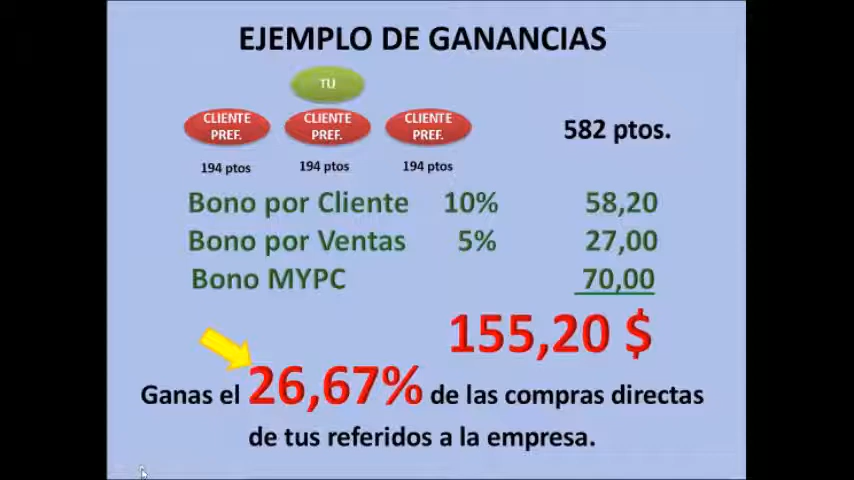 EJEMPLO DE GANANCIAS
TU
CLIENTE PREF. CLIENTE PREF. CLIENTE PREF.
582 ptos.
194 ptos 194 ptos 194 ptos
Bono por Cliente 10% 58,20
Bono por Ventas 5% 27,00
Bono MYPC 70,00
155,20 $
Ganas el 26,67% de las compras directas
de tus referidos a la empresa.